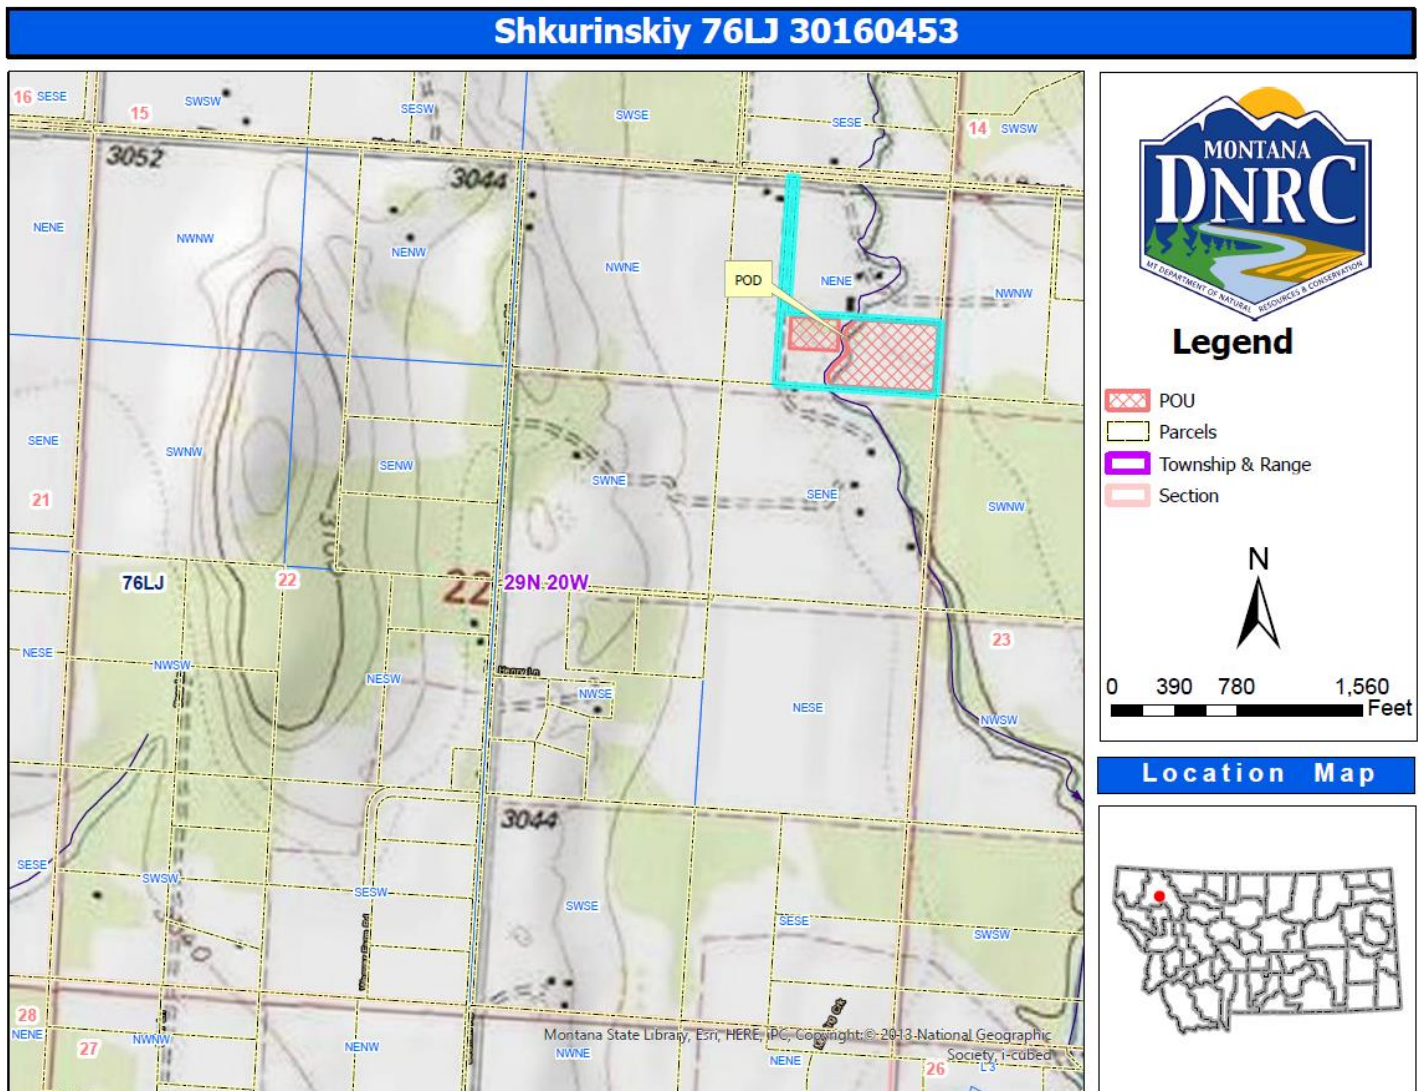 Shkurinskiy 76LJ 30160453
16 SESE
15
SWSW
SESW
SWSE
SESE
14
SWSW
3052
3044
NENE
NWNW
NENW
NWNE
POD
NENE
NWNW
SENE
SWNW
SENW
SWNE
SENE
SWNW
21
76LJ
22
22
29N 20W
23
NESE
NWSW
NESW
Henry Ln
NWSE
NESE
NWSW
3044
SESE
SWSW
SESW
SWSE
SESE
SWSW
28
NENE
27
NWNW
NENW
NWNE
NENE
26
L 3
Montana State Library, Esri, HERE, iPC, Copyright:© 2013 National Geographic
Society, i-cubed
MONTANA
DNRC
MT DEPARTMENT OF NATURAL RESOURCES & CONSERVATION
Legend
POU
Parcels
Township & Range
Section
N
0 390 780 1,560
Feet
Location Map